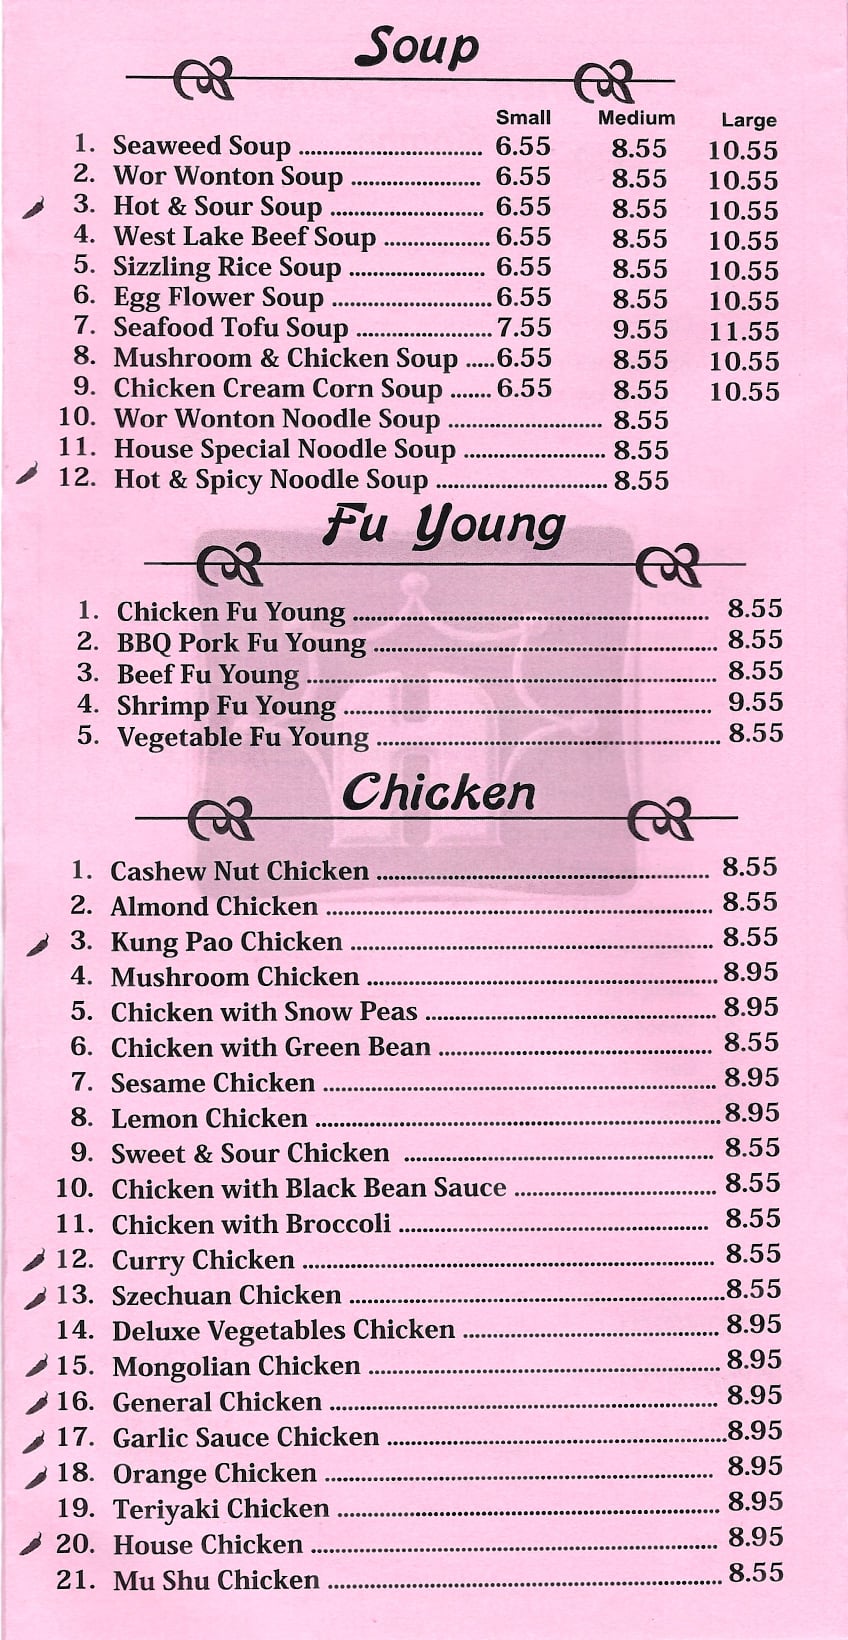 Soup
Small Medium Large
1. Seaweed Soup ................................ 6.55 8.55 10.55
2. Wor Wonton Soup ....................... 6.55 8.55 10.55
3. Hot & Sour Soup ........................... 6.55 8.55 10.55
4. West Lake Beef Soup ................... 6.55 8.55 10.55
5. Sizzling Rice Soup ........................ 6.55 8.55 10.55
6. Egg Flower Soup ............................ 6.55 8.55 10.55
7. Seafood Tofu Soup ........................ 7.55 9.55 11.55
8. Mushroom & Chicken Soup ..... 6.55 8.55 10.55
9. Chicken Cream Corn Soup ....... 6.55 8.55 10.55
10. Wor Wonton Noodle Soup ........................... 8.55
11. House Special Noodle Soup ......................... 8.55
12. Hot & Spicy Noodle Soup .............................. 8.55
Fu Young
1. Chicken Fu Young ................................................................ 8.55
2. BBQ Pork Fu Young .............................................................. 8.55
3. Beef Fu Young ......................................................................... 8.55
4. Shrimp Fu Young .................................................................. 9.55
5. Vegetable Fu Young .............................................................. 8.55
Chicken
1. Cashew Nut Chicken ............................................................ 8.55
2. Almond Chicken ..................................................................... 8.55
3. Kung Pao Chicken ................................................................. 8.55
4. Mushroom Chicken ............................................................... 8.95
5. Chicken with Snow Peas .................................................... 8.95
6. Chicken with Green Bean ................................................. 8.55
7. Sesame Chicken ...................................................................... 8.95
8. Lemon Chicken ......................................................................... 8.95
9. Sweet & Sour Chicken ........................................................ 8.55
10. Chicken with Black Bean Sauce .................................... 8.55
11. Chicken with Broccoli ........................................................ 8.55
12. Curry Chicken .......................................................................... 8.55
13. Szechuan Chicken ................................................................... 8.55
14. Deluxe Vegetables Chicken .............................................. 8.95
15. Mongolian Chicken ............................................................... 8.95
16. General Chicken ...................................................................... 8.95
17. Garlic Sauce Chicken ............................................................. 8.95
18. Orange Chicken ...................................................................... 8.95
19. Teriyaki Chicken ..................................................................... 8.95
20. House Chicken ......................................................................... 8.95
21. Mu Shu Chicken ....................................................................... 8.55